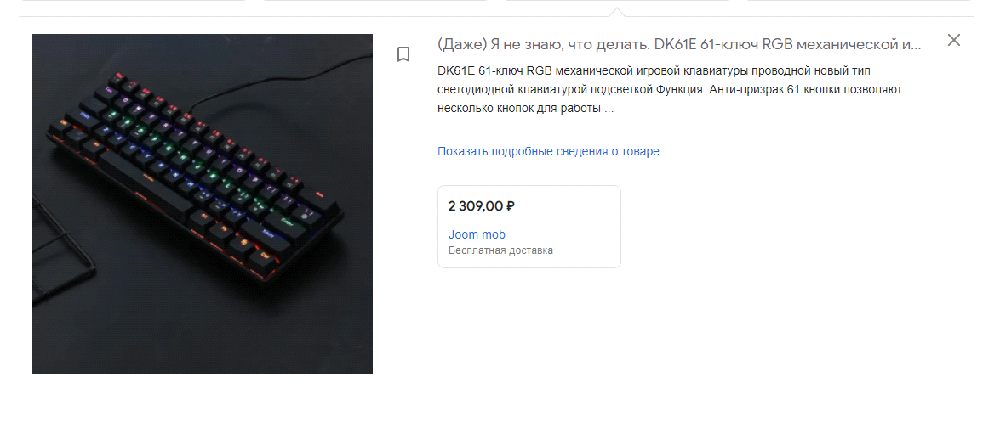 (Даже) Я не знаю, что делать. DK61E 61-ключ RGB механической и...
DK61E 61-ключ RGB механической игровой клавиатуры проводной новый тип
светодиодной клавиатурой подсветкой Функция: Анти-призрак 61 кнопки позволяют
несколько кнопок для работы ...
Показать подробные сведения о товаре
2 309,00 ₽
Joom mob
Бесплатная доставка